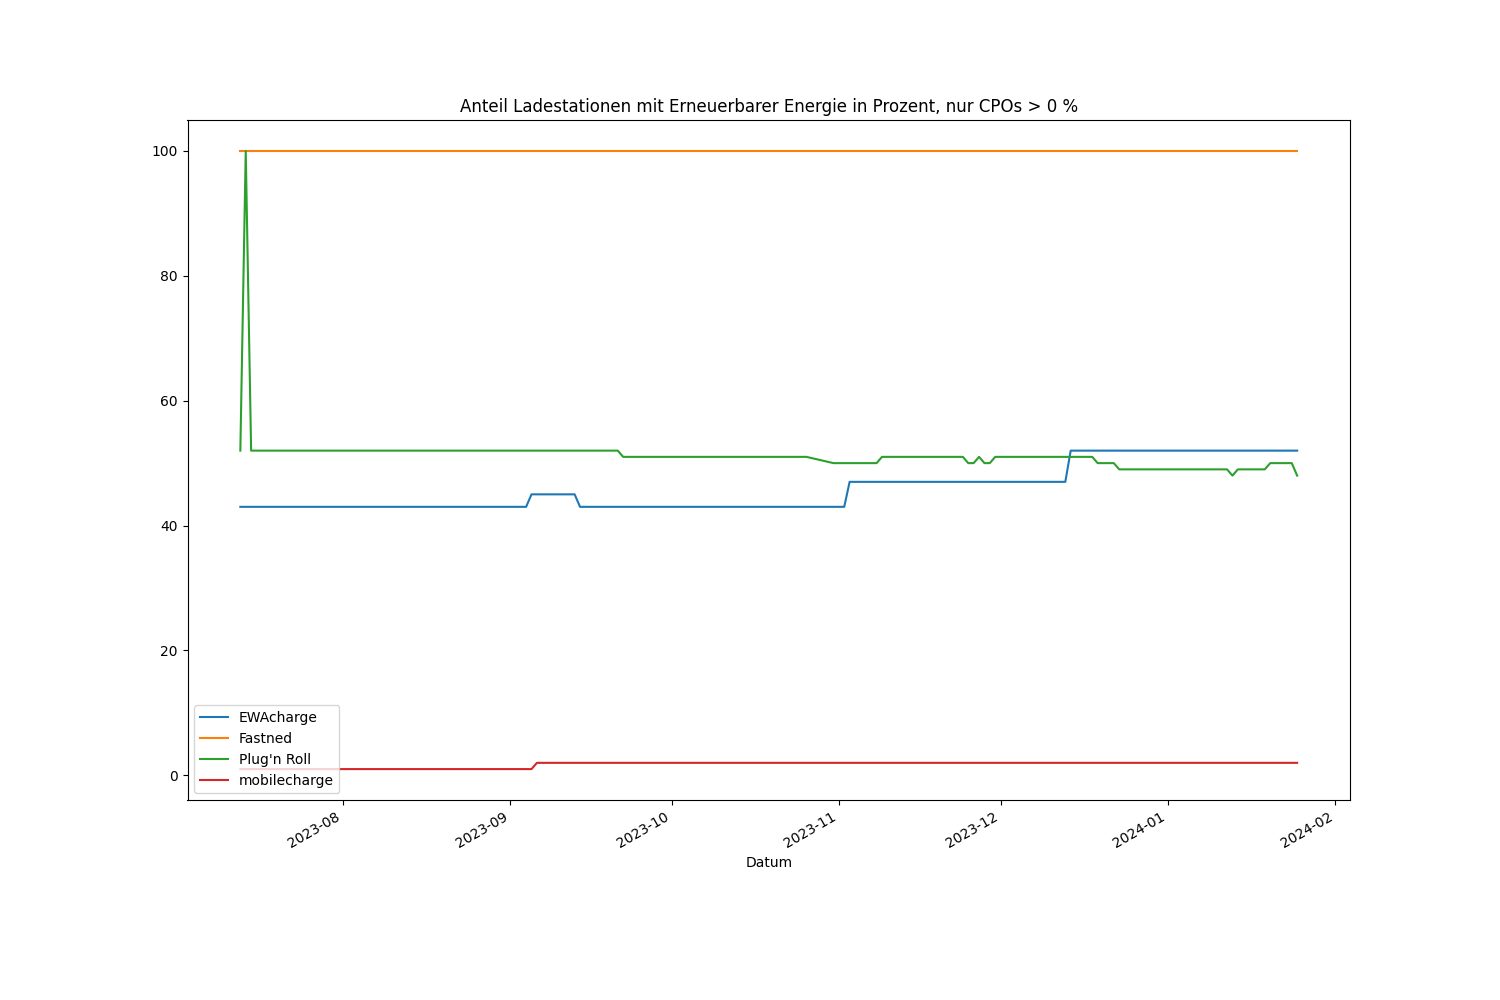 Anteil Ladestationen mit Erneuerbarer Energie in Prozent, nur CPOs > 0 %
100
80
60
40
20
0
EWAcharge
Fastned
Plug'n Roll
mobilecharge
2023-08
2023-09
2023-10
2023-11
2023-12
2024-01
2024-02
Datum